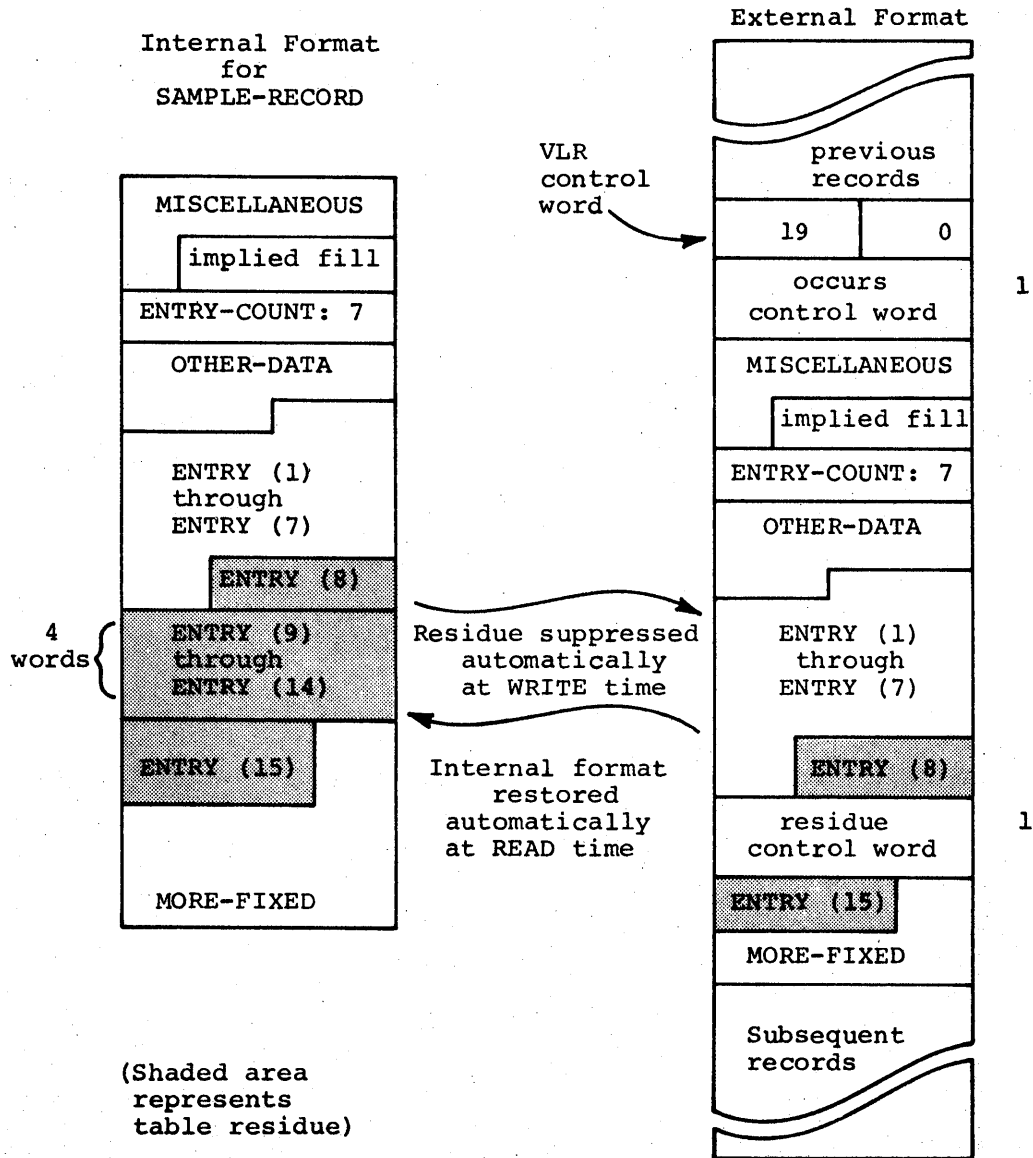 Internal Format
for
SAMPLE-RECORD
MISCELLANEOUS
implied fill
ENTRY-COUNT: 7
OTHER-DATA
ENTRY (1)
through
ENTRY (7)
ENTRY (8)
4
words
ENTRY (9)
through
ENTRY (14)
ENTRY (15)
MORE-FIXED
(Shaded area
represents
table residue)
VLR
control
word
Residue suppressed
automatically
at WRITE time
Internal format
restored
automatically
at READ time
External Format
previous
records
19 0
occurs
control word
1
MISCELLANEOUS
implied fill
ENTRY-COUNT: 7
OTHER-DATA
ENTRY (1)
through
ENTRY (7)
ENTRY (8)
residue
control word
1
ENTRY (15)
MORE-FIXED
Subsequent
records